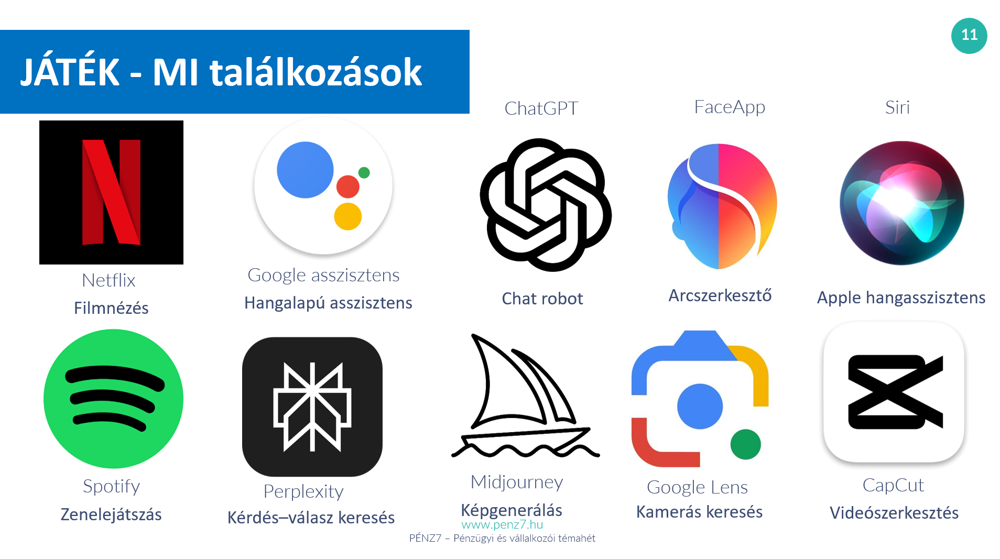 11
JÁTÉK - MI találkozások
ChatGPT
FaceApp
Siri
Netflix
Filmnézés
Google asszisztens
Hangalapú asszisztens
Chat robot
Arcszerkesztő
Apple hangasszisztens
Spotify
Zenelejátszás
Perplexity
Kérdés–válasz keresés
Midjourney
Képgenerálás
Google Lens
Kamerás keresés
CapCut
Videószerkesztés
www.penz7.hu
PÉNZ7 – Pénzügyi és vállalkozói témahét